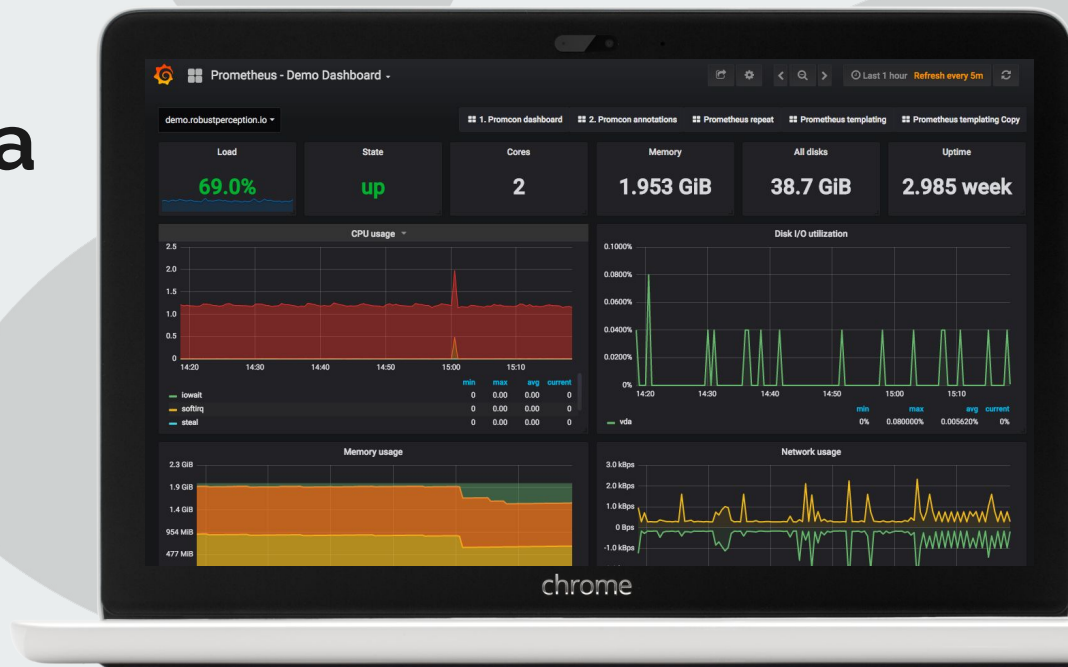 a
Prometheus - Demo Dashboard
Last 1 hour Refresh every 5m
demo.robustperception.io
1. Promcon dashboard 2. Promcon annotations Prometheus repeat Prometheus templating Prometheus templating Copy
Load State Cores Memory All disks Uptime
69.0% up 2 1.953 GiB 38.7 GiB 2.985 week
CPU usage
2.5
2.0
1.5
1.0
0.5
0
14:20 14:30 14:40 14:50 15:00 15:10
min max avg current
iowait 0 0.00 0.00 0
softirq 0 0.00 0.00 0
steal 0 0.00 0.00 0
Disk I/O utilization
0.1000%
0.0800%
0.0600%
0.0400%
0.0200%
0%
14:20 14:30 14:40 14:50 15:00 15:10
min max avg current
vda 0% 0.080000% 0.005620% 0%
Memory usage
2.3 GiB
1.9 GiB
1.4 GiB
954 MiB
477 MiB
Network usage
3.0 kBps
2.0 kBps
1.0 kBps
0 Bps
-1.0 kBps
chrome